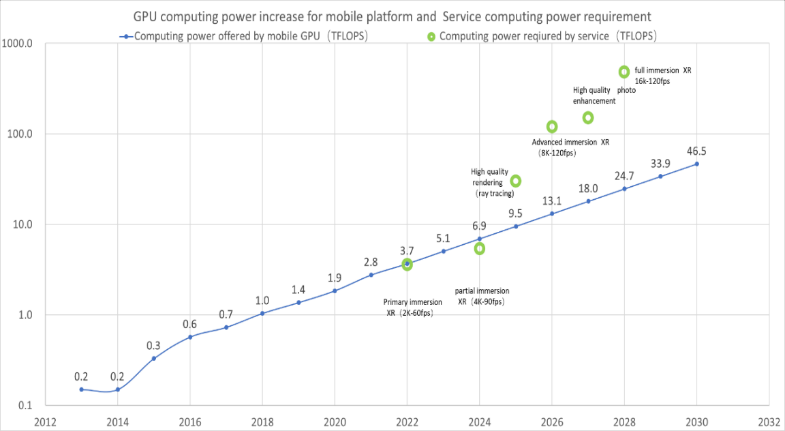 GPU computing power increase for mobile platform and Service computing power requirement
Computing power offered by mobile GPU（TFLOPS）
Computing power reqiured by service（TFLOPS）
1000.0
100.0
10.0
1.0
0.1
full immersion XR
16k-120fps
High quality photo
enhancement
Advanced immersion XR
（8K-120fps）
High quality
rendering
（ray tracing）
partial immersion
XR（4K-90fps）
Primary immersion
XR（2K-60fps）
0.2
0.2
0.3
0.6
0.7
1.0
1.4
1.9
2.8
3.7
5.1
6.9
9.5
13.1
18.0
24.7
33.9
46.5
2012
2014
2016
2018
2020
2022
2024
2026
2028
2030
2032